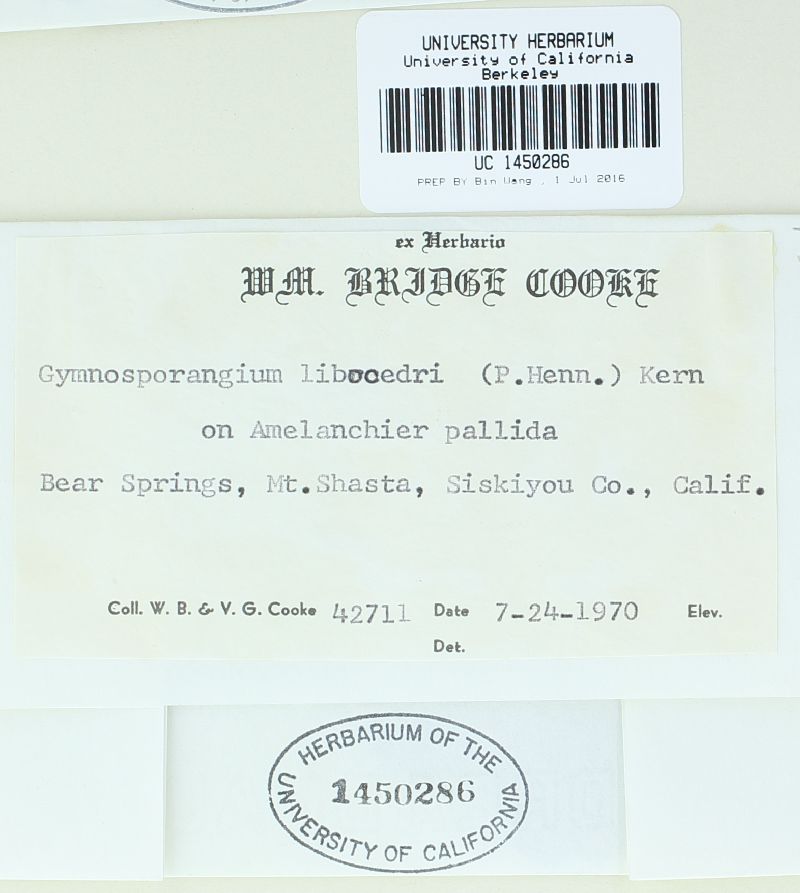 UNIVERSITY HERBARIUM
University of California
Berkeley
UC 1450286
PREP BY Bin Wang , 1 Jul 2016
ex Herbario
WM. BRIDGE COOKE
Gymnosporangium libocedri (P.Henn.) Kern
on Amelanchier pallida
Bear Springs, Mt.Shasta, Siskiyou Co., Calif.
Coll. W. B. & V. G. Cooke 42711 Date 7-24-1970 Elev.
Det.
HERBARIUM OF THE
1450286
UNIVERSITY OF CALIFORNIA